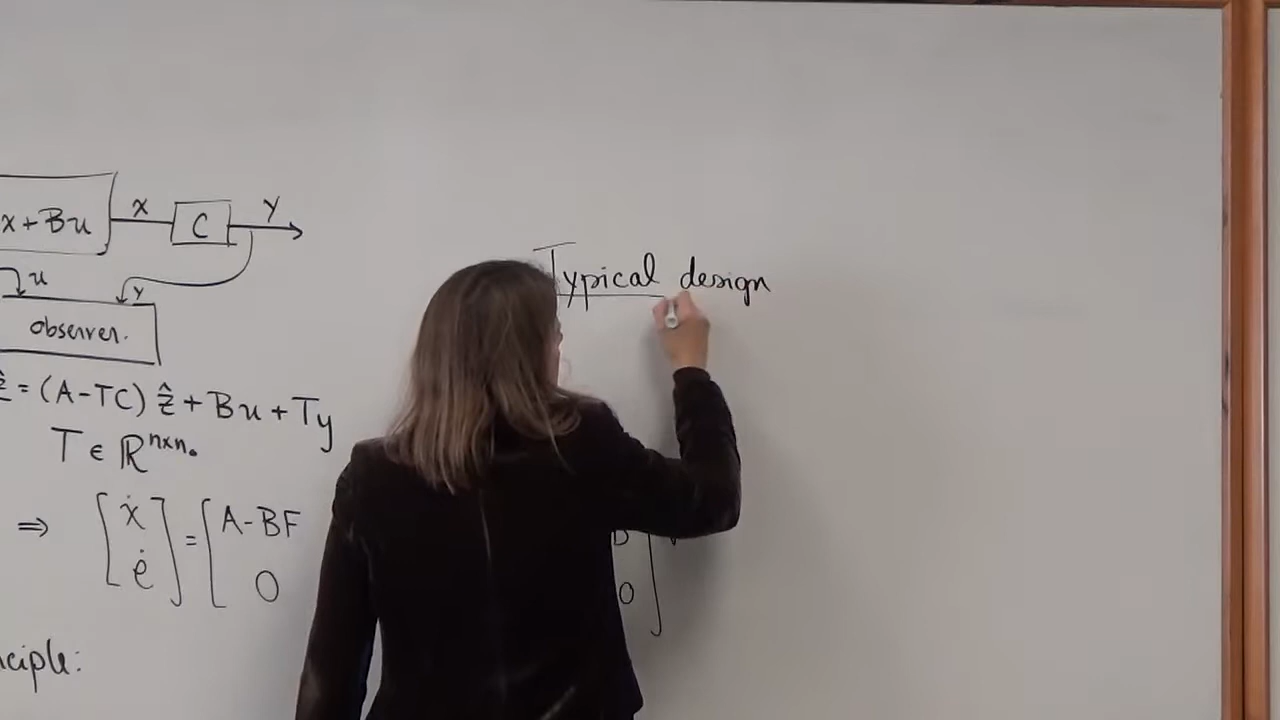 x + Bu
x
C
y
u
y
observer.
ẑ = (A-TC) ẑ + Bu + Ty
T ∈ ℝⁿˣⁿ.
⇒ [ẋ ė] = [A-BF
0
0] v
nciple:
Typical design